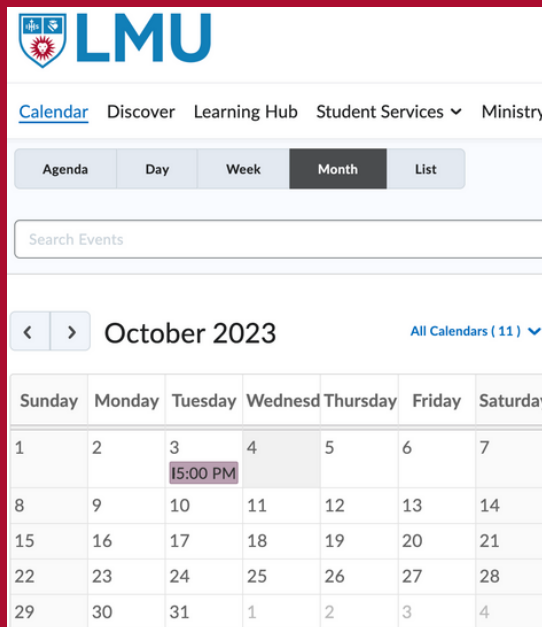 LMU
Calendar Discover Learning Hub Student Services Ministry
Agenda Day Week Month List
Search Events
October 2023 All Calendars ( 11 )
Sunday Monday Tuesday Wednesd Thursday Friday Saturday
1 2 3 4 5 6 7
5:00 PM
8 9 10 11 12 13 14
15 16 17 18 19 20 21
22 23 24 25 26 27 28
29 30 31 1 2 3 4